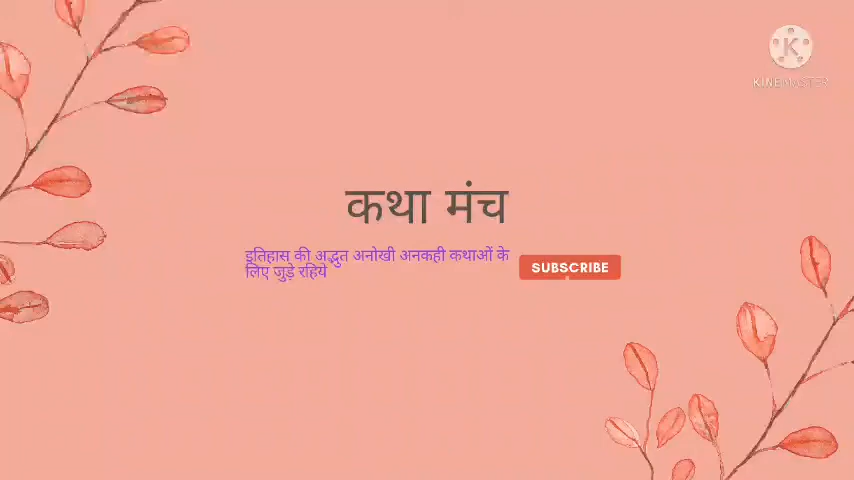 KINEMASTER
कथा मंच
इतिहास की अद्भुत अनोखी अनकही कथाओं के
लिए जुड़े रहिये
SUBSCRIBE